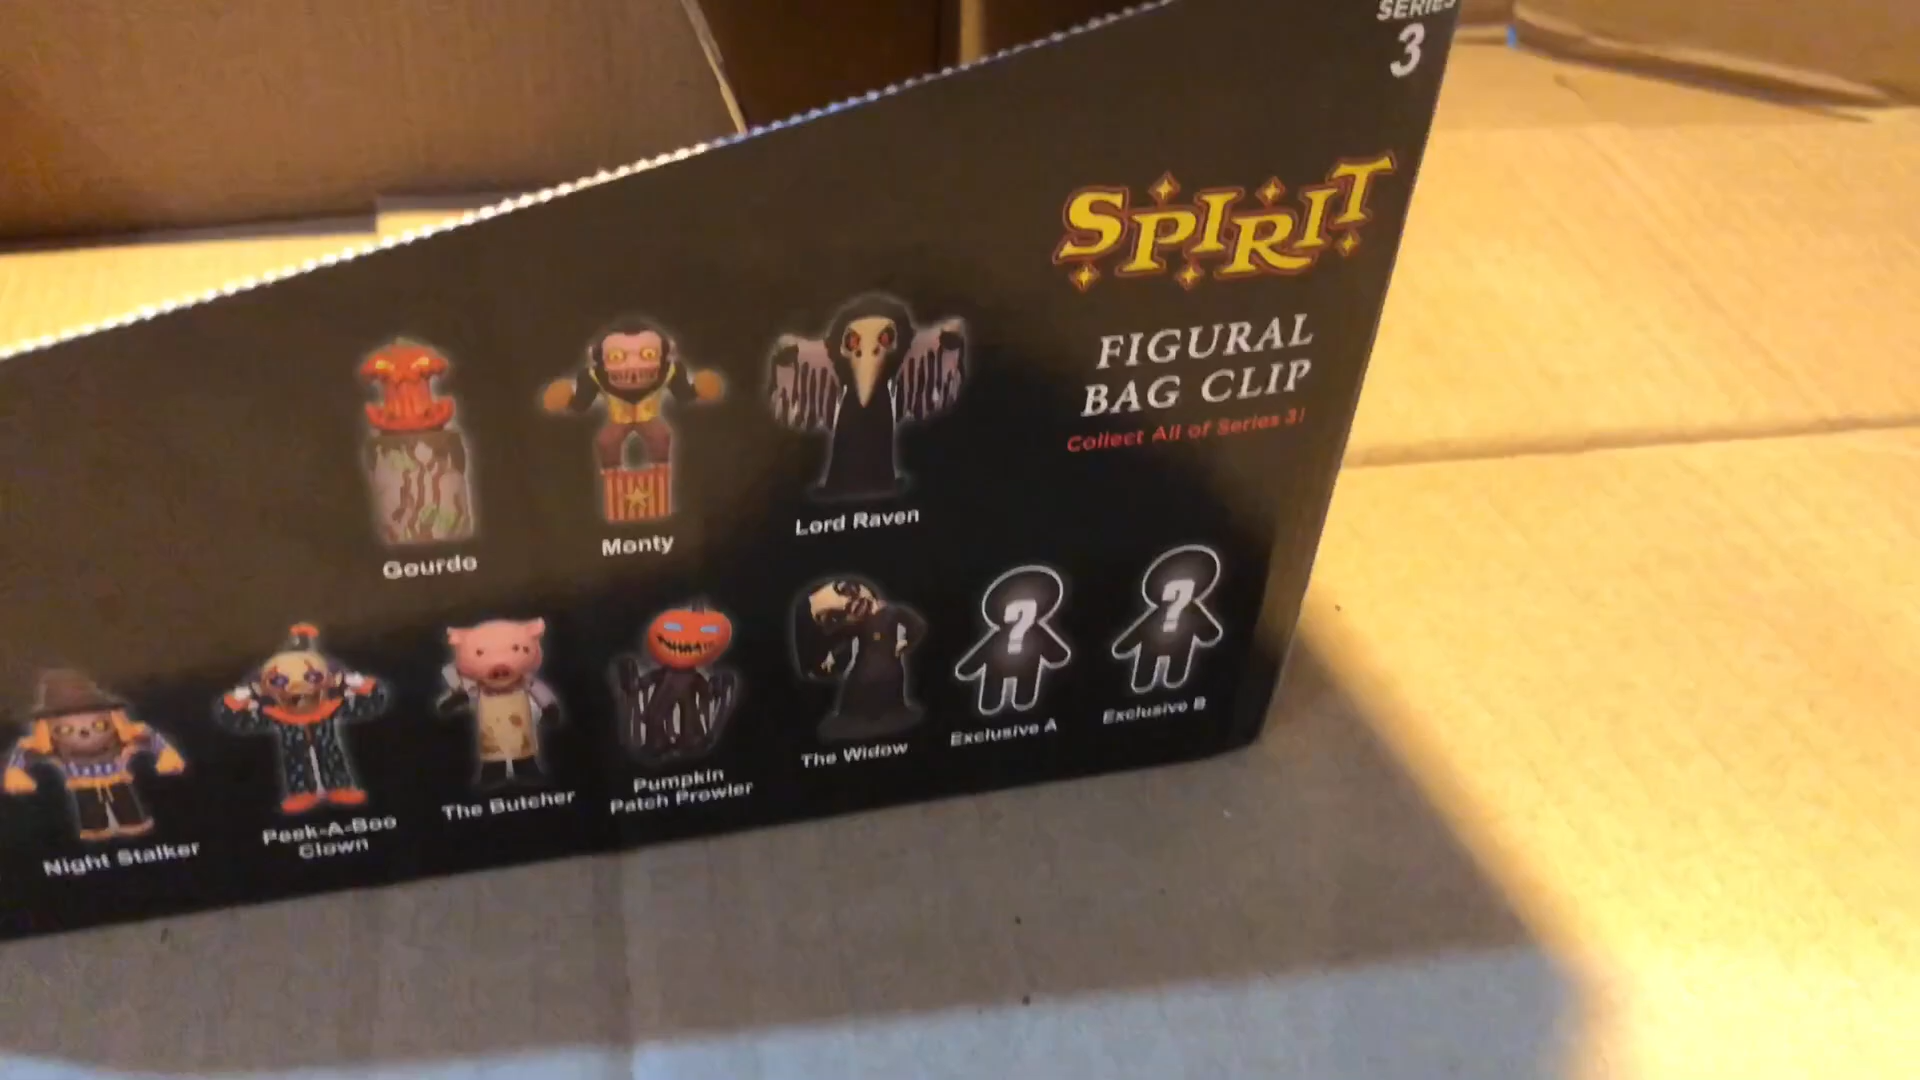 SERIES
3
SPIRIT
FIGURAL
BAG CLIP
Collect All of Series 3!
Gourdo
Monty
Lord Raven
Night Stalker
Peek-A-Boo
Clown
The Butcher
Pumpkin
Patch Prowler
The Widow
?
Exclusive A
?
Exclusive B